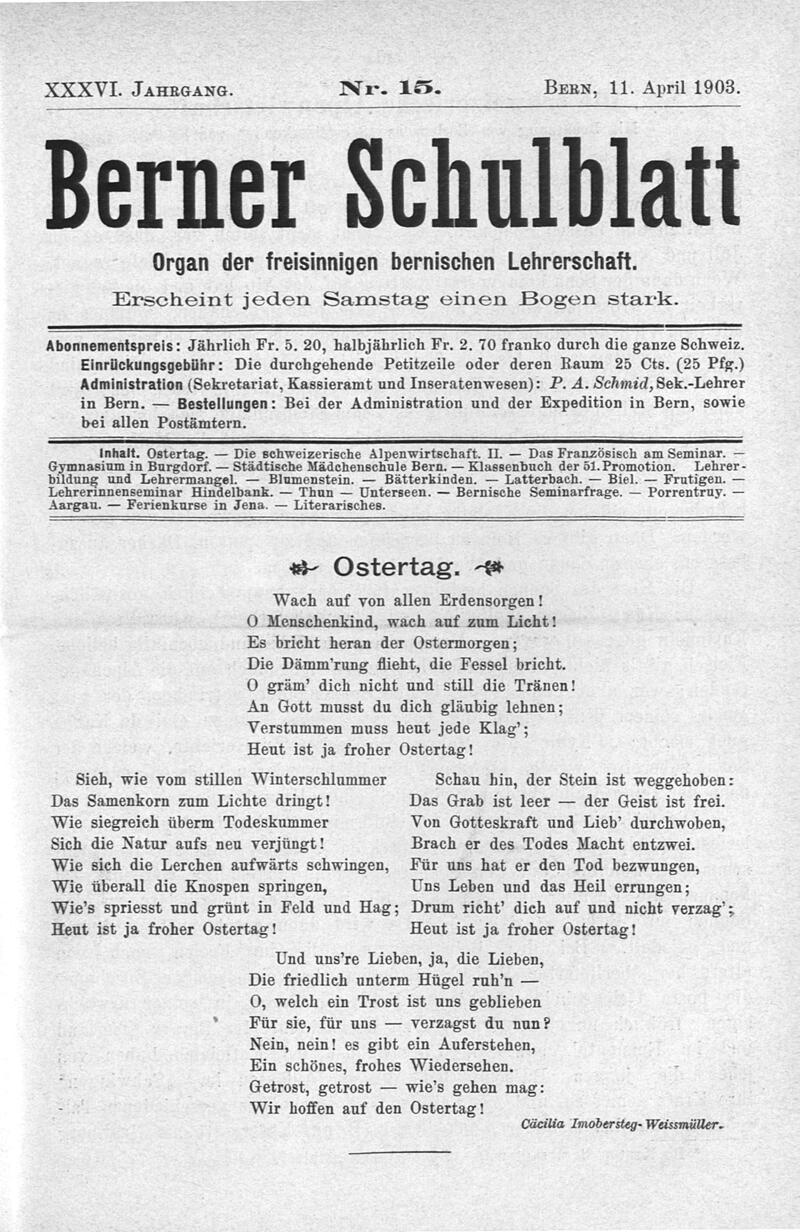 XXXVI. JAHRGANG. Nr. 15. BERN, 11. April 1903.
Berner Schulblatt
Organ der freisinnigen bernischen Lehrerschaft.
Erscheint jeden Samstag einen Bogen stark.
Abonnementspreis: Jährlich Fr. 5. 20, halbjährlich Fr. 2. 70 franko durch die ganze Schweiz.
Einrückungsgebühr: Die durchgehende Petitzeile oder deren Raum 25 Cts. (25 Pfg.)
Administration (Sekretariat, Kassieramt und Inseratenwesen): P. A. Schmid, Sek.-Lehrer
in Bern. — Bestellungen: Bei der Administration und der Expedition in Bern, sowie
bei allen Postämtern.
Inhalt. Ostertag. — Die schweizerische Alpenwirtschaft. II. — Das Französisch am Seminar. —
Gymnasium in Burgdorf. — Städtische Mädchenschule Bern. — Klassenbuch der 51. Promotion. Lehrer-
bildung und Lehrermangel. — Blumenstein. — Bätterkinden. — Latterbach. — Biel. — Frutigen. —
Lehrerinnenseminar Hindelbank. — Thun — Unterseen. — Bernische Seminarfrage. — Porrentruy. —
Aargau. — Ferienkurse in Jena. — Literarisches.
Ostertag.
Wach auf von allen Erdensorgen!
O Menschenkind, wach auf zum Licht!
Es bricht heran der Ostermorgen;
Die Dämm'rung flieht, die Fessel bricht.
O gräm' dich nicht und still die Tränen!
An Gott musst du dich gläubig lehnen;
Verstummen muss heut jede Klag';
Heut ist ja froher Ostertag!
Sieh, wie vom stillen Winterschlummer
Das Samenkorn zum Lichte dringt!
Wie siegreich überm Todeskummer
Sich die Natur aufs neu verjüngt!
Wie sich die Lerchen aufwärts schwingen,
Wie überall die Knospen springen,
Wie's spriesst und grünt in Feld und Hag;
Heut ist ja froher Ostertag!
Schau hin, der Stein ist weggehoben:
Das Grab ist leer — der Geist ist frei.
Von Gotteskraft und Lieb' durchwoben,
Brach er des Todes Macht entzwei.
Für uns hat er den Tod bezwungen,
Uns Leben und das Heil errungen;
Drum richt' dich auf und nicht verzag';
Heut ist ja froher Ostertag!
Und uns're Lieben, ja, die Lieben,
Die friedlich unterm Hügel ruh'n —
O, welch ein Trost ist uns geblieben
Für sie, für uns — verzagst du nun?
Nein, nein! es gibt ein Auferstehen,
Ein schönes, frohes Wiedersehen.
Getrost, getrost — wie's gehen mag:
Wir hoffen auf den Ostertag!
Cäcilia Imobersteg-Weissmüller.